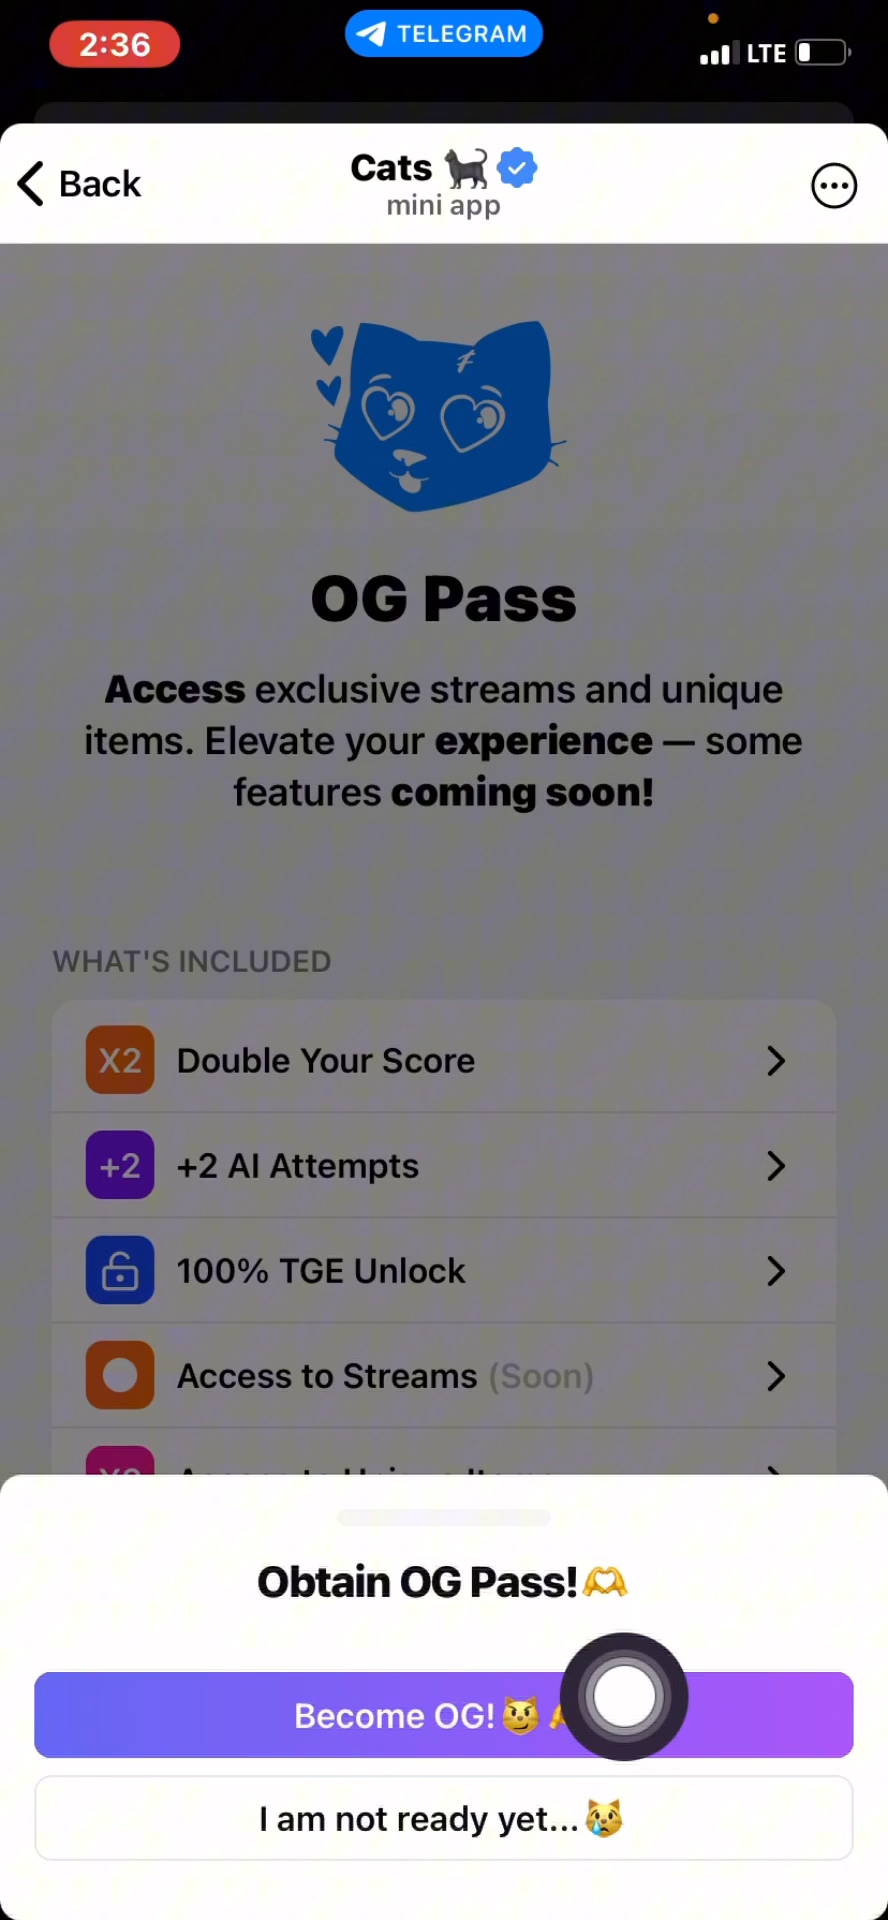 2:36
TELEGRAM
LTE
Back
Cats 🐈‍⬛
mini app
OG Pass
Access exclusive streams and unique
items. Elevate your experience — some
features coming soon!
WHAT'S INCLUDED
X2 Double Your Score
+2 +2 AI Attempts
100% TGE Unlock
Access to Streams (Soon)
Obtain OG Pass!🫶
Become OG!😼
I am not ready yet...😿